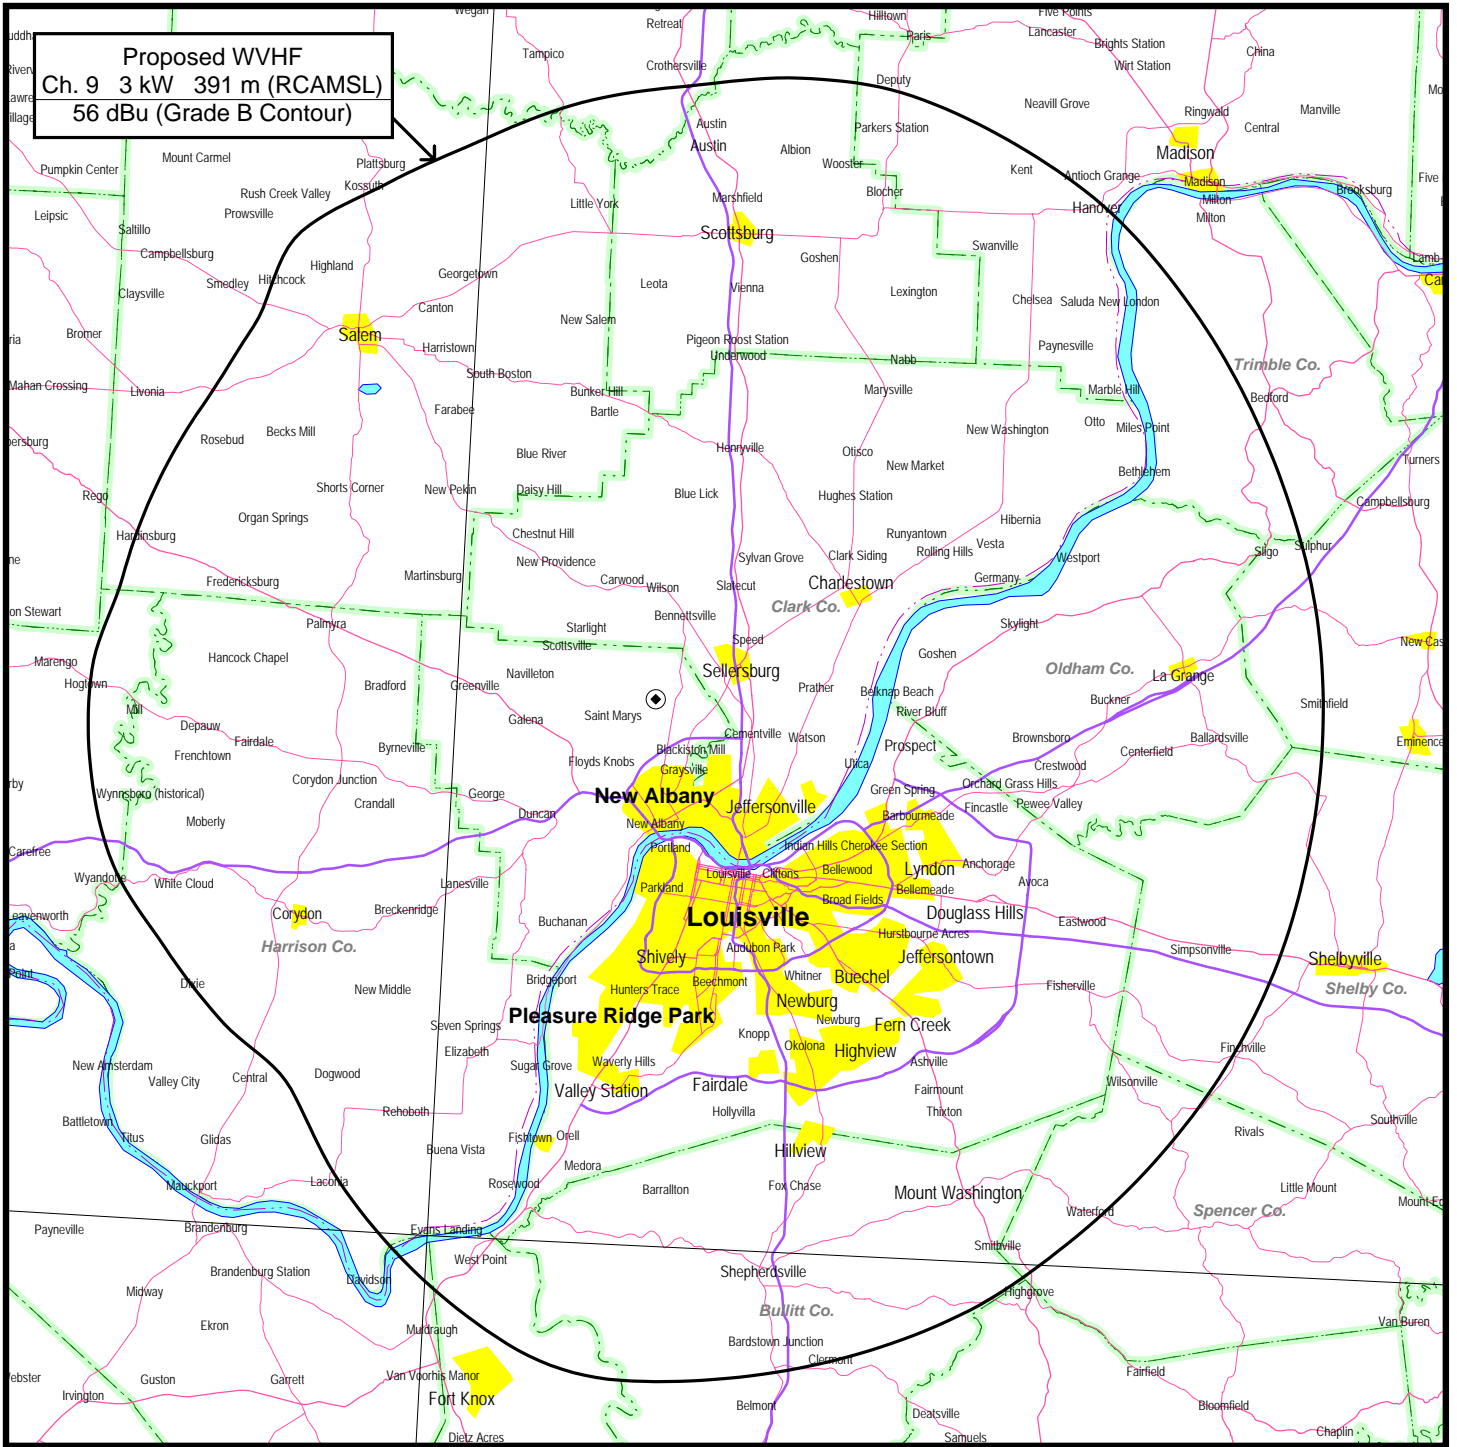 Proposed WVHF
Ch. 9 3 kW 391 m (RCAMSL)
56 dBu (Grade B Contour)
Retreat
Hilltown
Five Points
Paris
Lancaster
Brights Station
China
Tampico
Crothersville
Wirt Station
Deputy
Neavill Grove
Ringwald
Manville
Central
Austin
Parkers Station
Austin
Albion
Madison
Mount Carmel
Plattsburg
Wooster
Pumpkin Center
Kent
Antioch Grange
Five
Kossuth
Madison
Rush Creek Valley
Marshfield
Blocher
Brooksburg
Little York
Milton
Prowsville
Hanover
Milton
Leipsic
Saltillo
Scottsburg
Swanville
Campbellsburg
Goshen
Lamb
Highland
Georgetown
Smedley
Hitchcock
Leota
Vienna
Lexington
Claysville
Chelsea
Saluda
New London
Canton
New Salem
Bromer
Salem
Pigeon Roost Station
Paynesville
Harristown
Underwood
Nabb
Trimble Co.
South Boston
Mahan Crossing
Livonia
Bunker Hill
Marysville
Marble Hill
Bedford
Farabee
Bartle
Otto
Miles Point
Becks Mill
New Washington
Rosebud
Henryville
Blue River
Otisco
New Market
Turners
Bethlehem
Shorts Corner
New Pekin
Daisy Hill
Blue Lick
Hughes Station
Rego
Campbellsburg
Organ Springs
Hibernia
Hardinsburg
Chestnut Hill
Runyantown
Vesta
Rolling Hills
Sligo
Sulphur
New Providence
Sylvan Grove
Clark Siding
Westport
Fredericksburg
Martinsburg
Carwood
Wilson
Slatecut
Charlestown
Germany
Clark Co.
Bennettsville
Palmyra
Starlight
Skylight
Scottsville
Speed
Goshen
New Cas
Marengo
Hancock Chapel
Sellersburg
Oldham Co.
La Grange
Hogtown
Bradford
Greenville
Navilleton
Prather
Belknap Beach
Buckner
Smithfield
Mill
Galena
Saint Marys
River Bluff
Depauw
Fairdale
Cementville
Watson
Brownsboro
Ballardsville
Eminence
Frenchtown
Byrneville
Blackiston Mill
Prospect
Centerfield
Floyds Knobs
Graysville
Utica
Crestwood
Corydon Junction
Orchard Grass Hills
Wynnsboro (historical)
George
New Albany
Jeffersonville
Green Spring
Crandall
Fincastle
Pewee Valley
Moberly
Duncan
New Albany
Barbourmeade
Carefree
Portland
Indian Hills Cherokee Section
Anchorage
Wyandotte
White Cloud
Lanesville
Louisville
Cliftons
Bellewood
Lyndon
Avoca
Parkland
Bellemeade
Breckenridge
Broad Fields
Corydon
Buchanan
Louisville
Douglass Hills
Eastwood
Harrison Co.
Hurstbourne Acres
Audubon Park
Simpsonville
Shively
Jeffersontown
Shelbyville
Dixie
Bridgeport
Whitner
Buechel
New Middle
Hunters Trace
Beechmont
Fisherville
Shelby Co.
Newburg
Pleasure Ridge Park
Newburg
Fern Creek
Seven Springs
Knopp
Okolona
Highview
Finchville
Elizabeth
New Amsterdam
Sugar Grove
Waverly Hills
Ashville
Valley City
Central
Dogwood
Valley Station
Fairdale
Fairmount
Wilsonville
Rehoboth
Hollyvilla
Thixton
Battletown
Southville
Titus
Glidas
Fishtown
Orell
Rivals
Buena Vista
Hillview
Medora
Mauckport
Laconia
Rosewood
Barrallton
Fox Chase
Mount Washington
Little Mount
Waterford
Spencer Co.
Payneville
Brandenburg
Evans Landing
West Point
Smithville
Brandenburg Station
Davidson
Shepherdsville
Midway
Highgrove
Bullitt Co.
Ekron
Muldraugh
Van Buren
Bardstown Junction
Clermont
Guston
Garrett
Van Voorhis Manor
Fairfield
Irvington
Fort Knox
Belmont
Bloomfield
Deatsville
Dietz Acres
Samuels
Chaplin